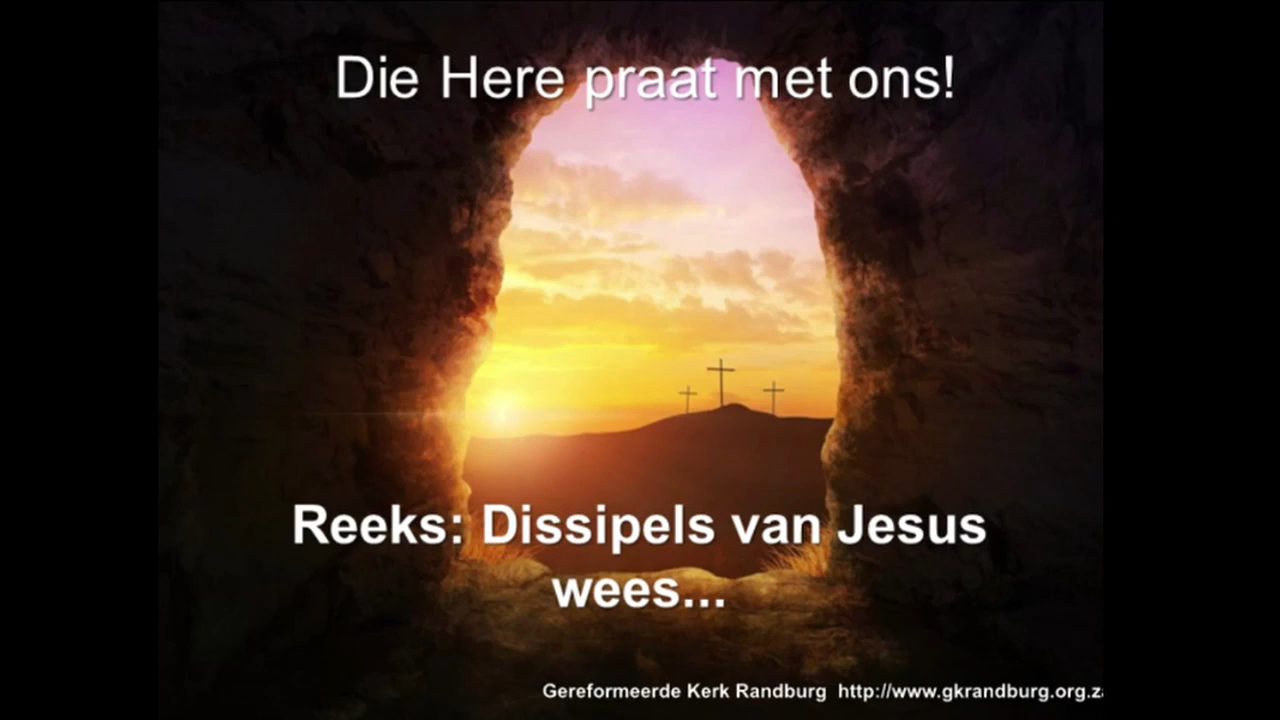 Die Here praat met ons!
Reeks: Dissipels van Jesus
wees...
Gereformeerde Kerk Randburg http://www.gkrandburg.org.z